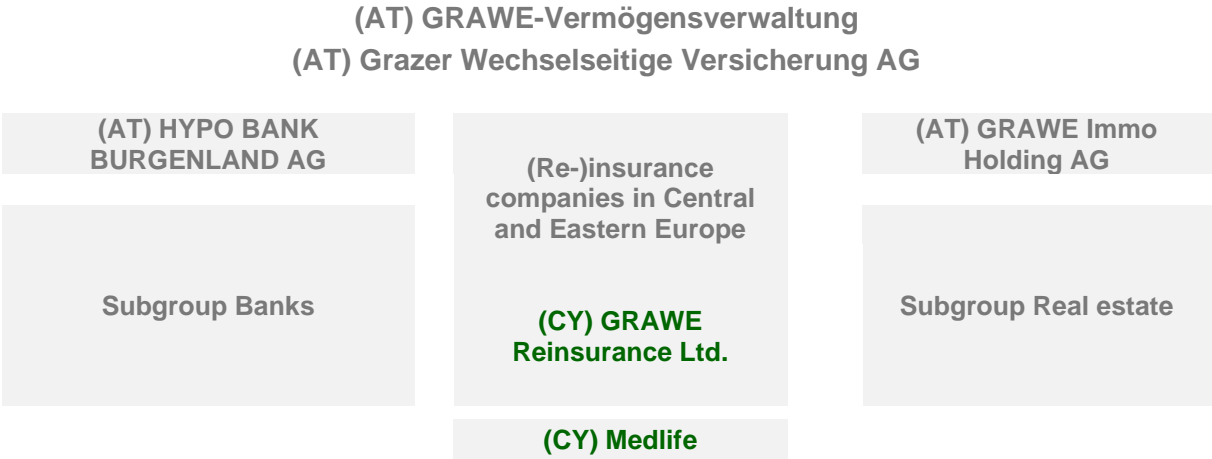 (AT) GRAWE-Vermögensverwaltung
(AT) Grazer Wechselseitige Versicherung AG
(AT) HYPO BANK
BURGENLAND AG
Subgroup Banks
(Re-)insurance
companies in Central
and Eastern Europe
(CY) GRAWE
Reinsurance Ltd.
(CY) Medlife
(AT) GRAWE Immo
Holding AG
Subgroup Real estate